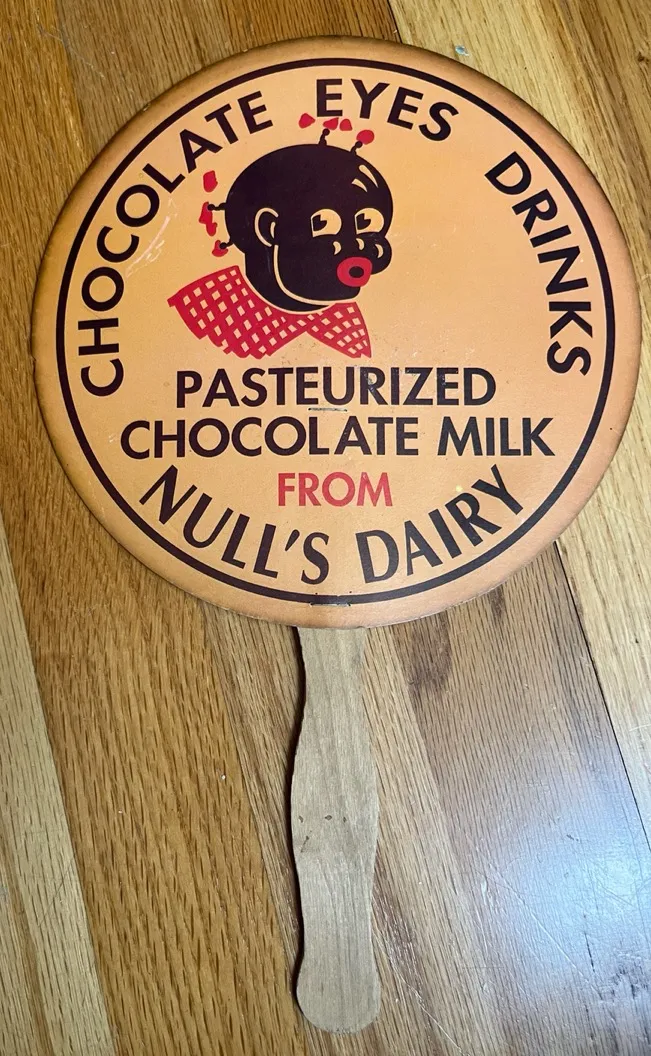 CHOCOLATE EYES DRINKS
PASTEURIZED
CHOCOLATE MILK
FROM
NULL'S DAIRY